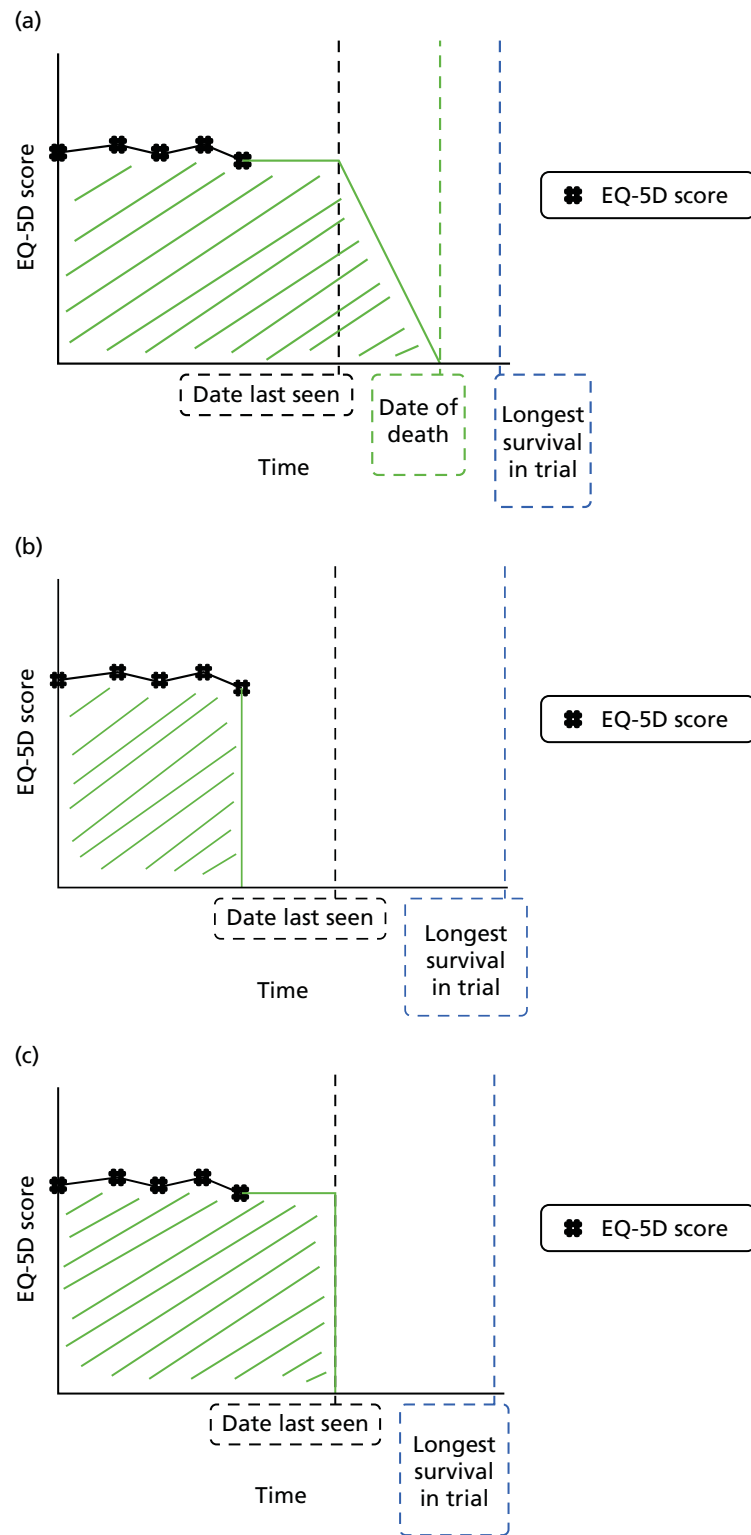 (a)
EQ-5D score
EQ-5D score
Date last seen
Date of
death
Longest
survival
in trial
Time
(b)
EQ-5D score
EQ-5D score
Date last seen
Longest
survival
in trial
Time
(c)
EQ-5D score
EQ-5D score
Date last seen
Longest
survival
in trial
Time